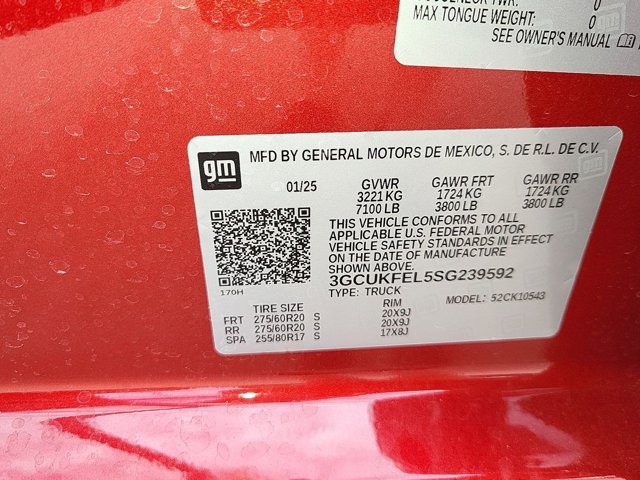 0
MAX TONGUE WEIGHT: 0
SEE OWNER'S MANUAL
gm
MFD BY GENERAL MOTORS DE MEXICO, S. DE R.L. DE C.V.
01/25 GVWR GAWR FRT GAWR RR
3221 KG 1724 KG 1724 KG
7100 LB 3800 LB 3800 LB
THIS VEHICLE CONFORMS TO ALL
APPLICABLE U.S. FEDERAL MOTOR
VEHICLE SAFETY STANDARDS IN EFFECT
ON THE DATE OF MANUFACTURE
SHOWN ABOVE.
3GCUKFEL5SG239592
170H
TYPE: TRUCK MODEL: 52CK10543
TIRE SIZE RIM
FRT 275/60R20 S 20X9J
RR 275/60R20 S 20X9J
SPA 255/80R17 S 17X8J